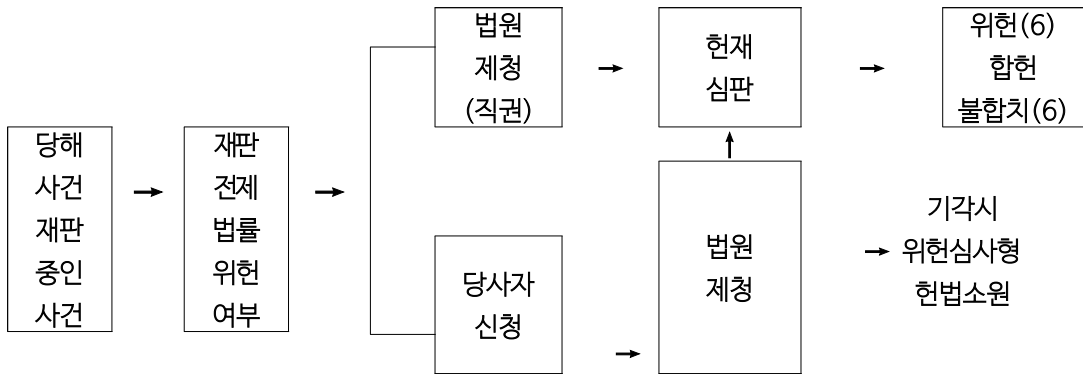 당해
사건
재판
중인
사건
재판
전제
법률
위헌
여부
법원
제청
(직권)
당사자
신청
헌재
심판
법원
제청
위헌(6)
합헌
불합치(6)
기각시
위헌심사형
헌법소원